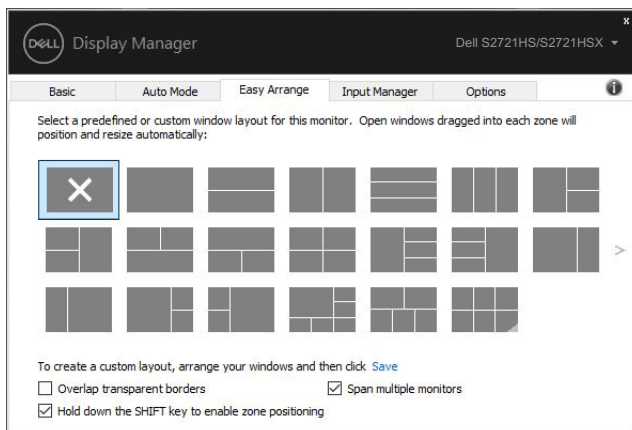 x
DELL Display Manager Dell S2721HS/S2721HSX
Basic Auto Mode Easy Arrange Input Manager Options
Select a predefined or custom window layout for this monitor. Open windows dragged into each zone will
position and resize automatically:
To create a custom layout, arrange your windows and then click Save
Overlap transparent borders Span multiple monitors
Hold down the SHIFT key to enable zone positioning